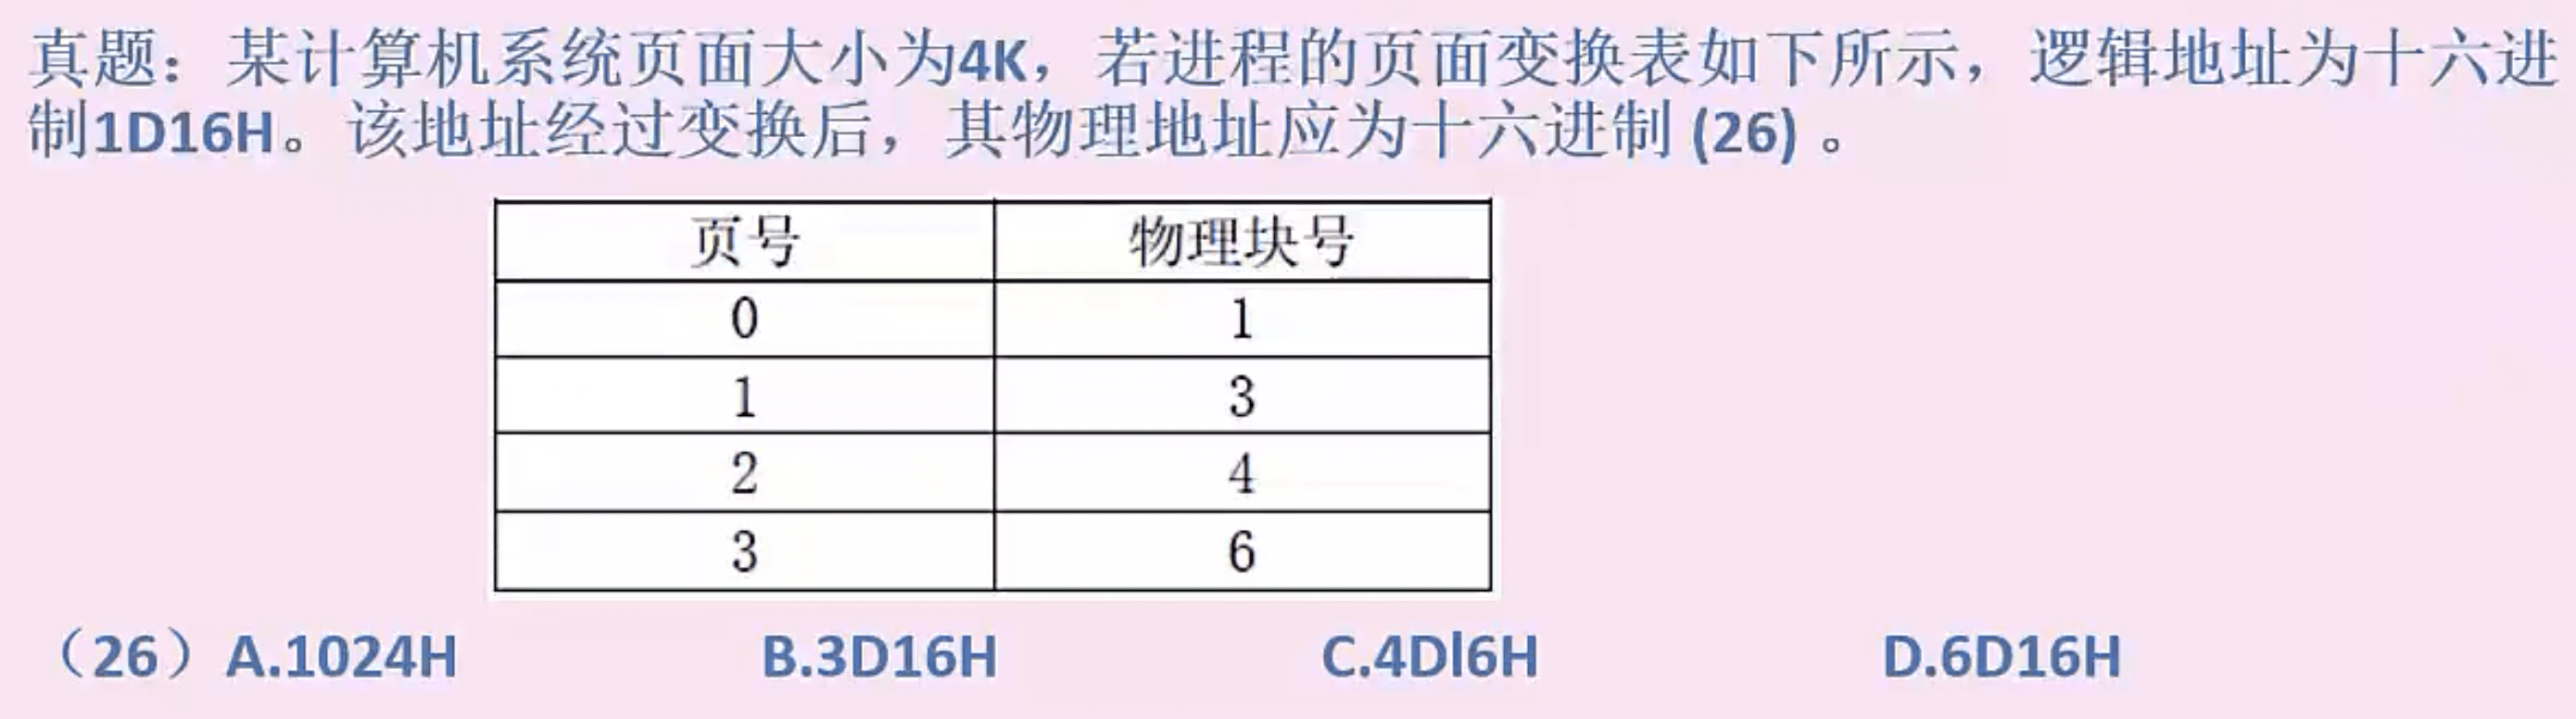 真题：某计算机系统页面大小为4K，若进程的页面变换表如下所示，逻辑地址为十六进
制1D16H。该地址经过变换后，其物理地址应为十六进制 (26) 。
页号 物理块号
0 1
1 3
2 4
3 6
（26）A.1024H B.3D16H C.4Dl6H D.6D16H